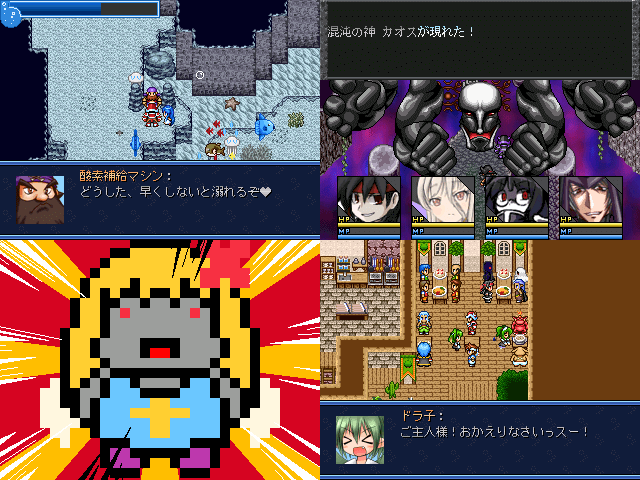 混沌の神 カオスが現れた！
酸素補給マシン：
どうした、早くしないと溺れるぞ♥
HP
HP
HP
HP
MP
MP
MP
MP
ドラ子：
ご主人様！おかえりなさいっスー！